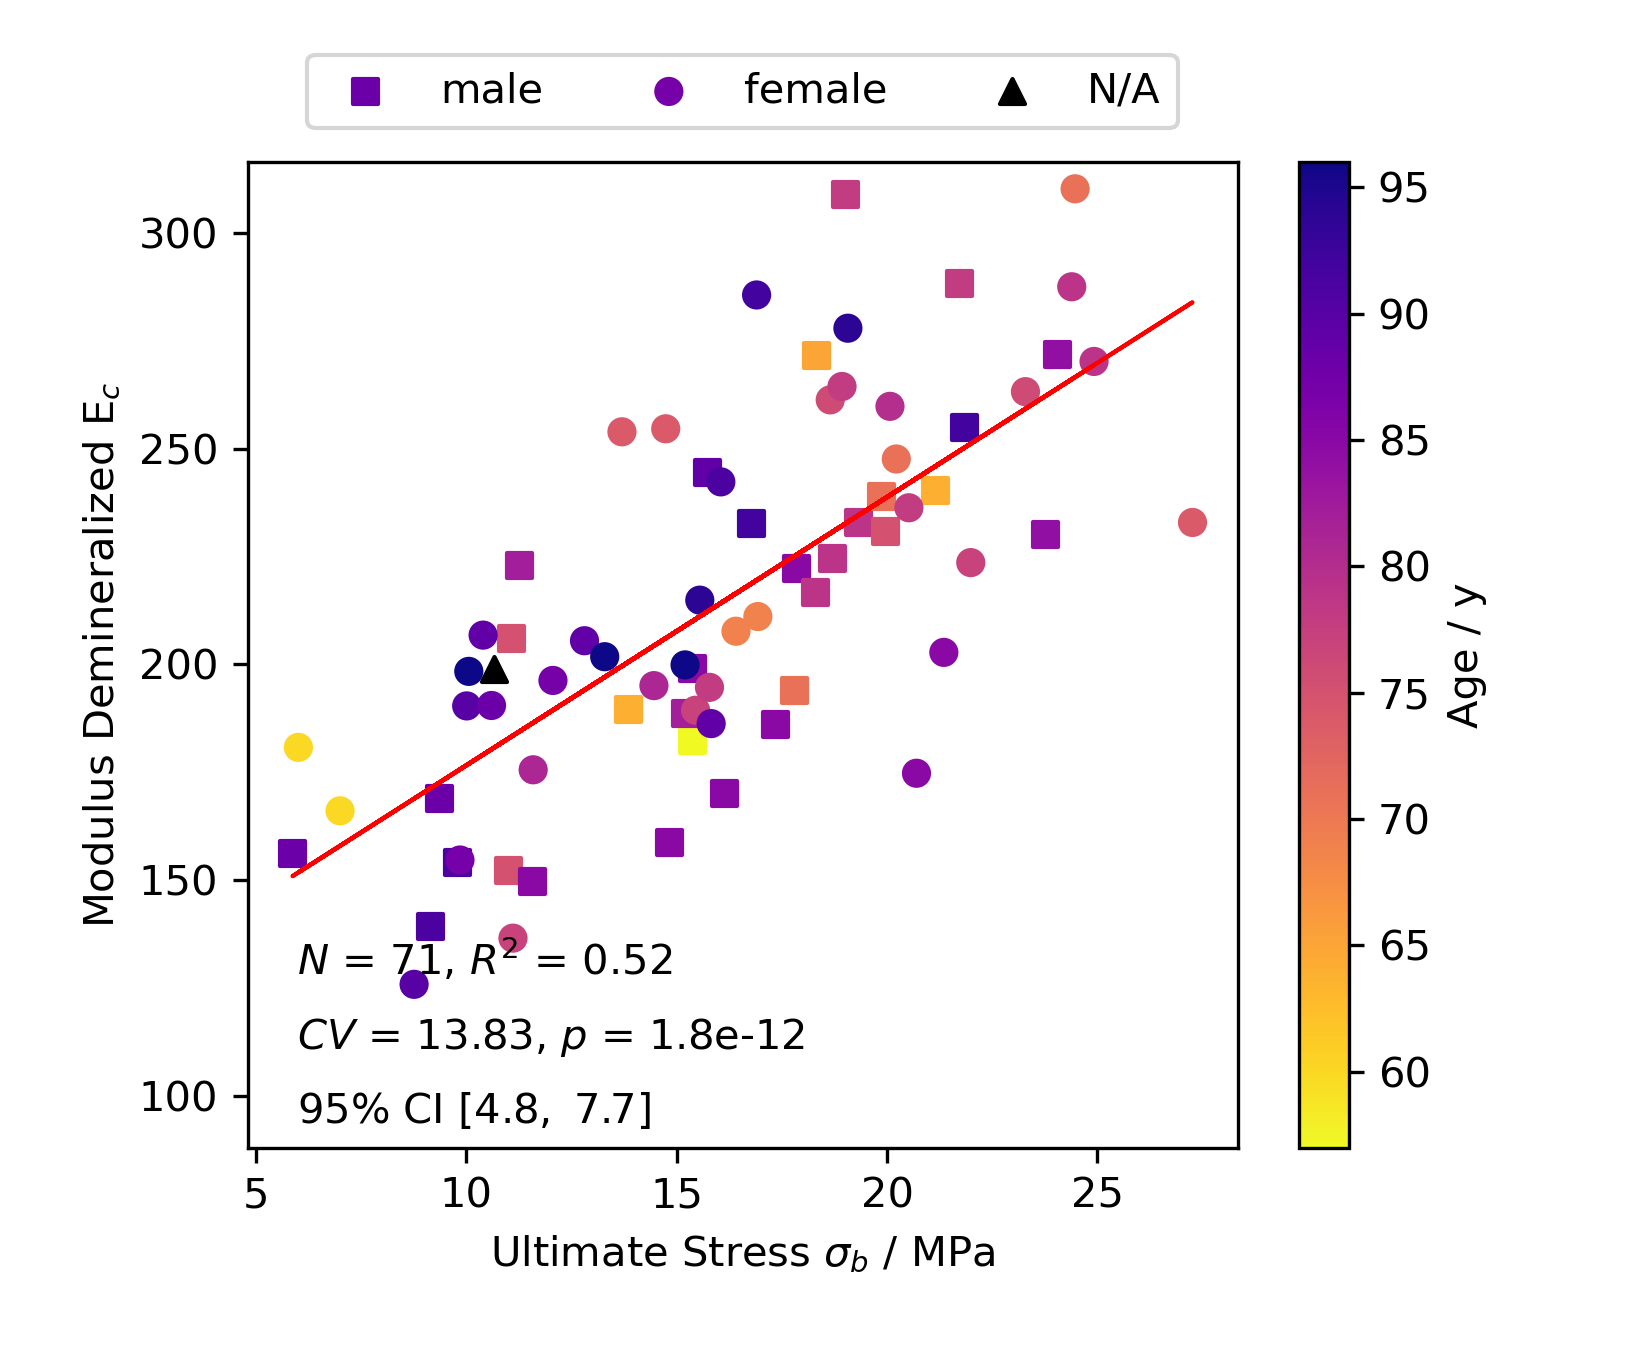 male female N/A
300
250
200
150
100
Modulus Demineralized E_c
N = 71, R² = 0.52
CV = 13.83, p = 1.8e-12
95% CI [4.8, 7.7]
5 10 15 20 25
Ultimate Stress σ_b / MPa
95
90
85
80
75
70
65
60
Age / y